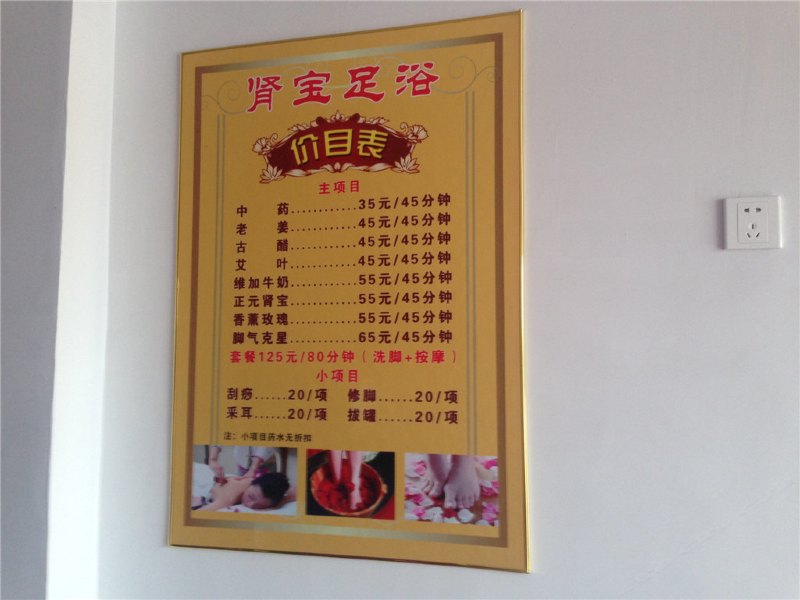 肾宝足浴
价目表
主项目
中 药............35元/45分钟
老 姜............45元/45分钟
古 醋............45元/45分钟
艾 叶............45元/45分钟
维加牛奶............55元/45分钟
正元肾宝............55元/45分钟
香薰玫瑰............55元/45分钟
脚气克星............65元/45分钟
套餐125元/80分钟（洗脚+按摩）
小项目
刮痧......20/项 修脚......20/项
采耳......20/项 拔罐......20/项
注：小项目药水无折扣